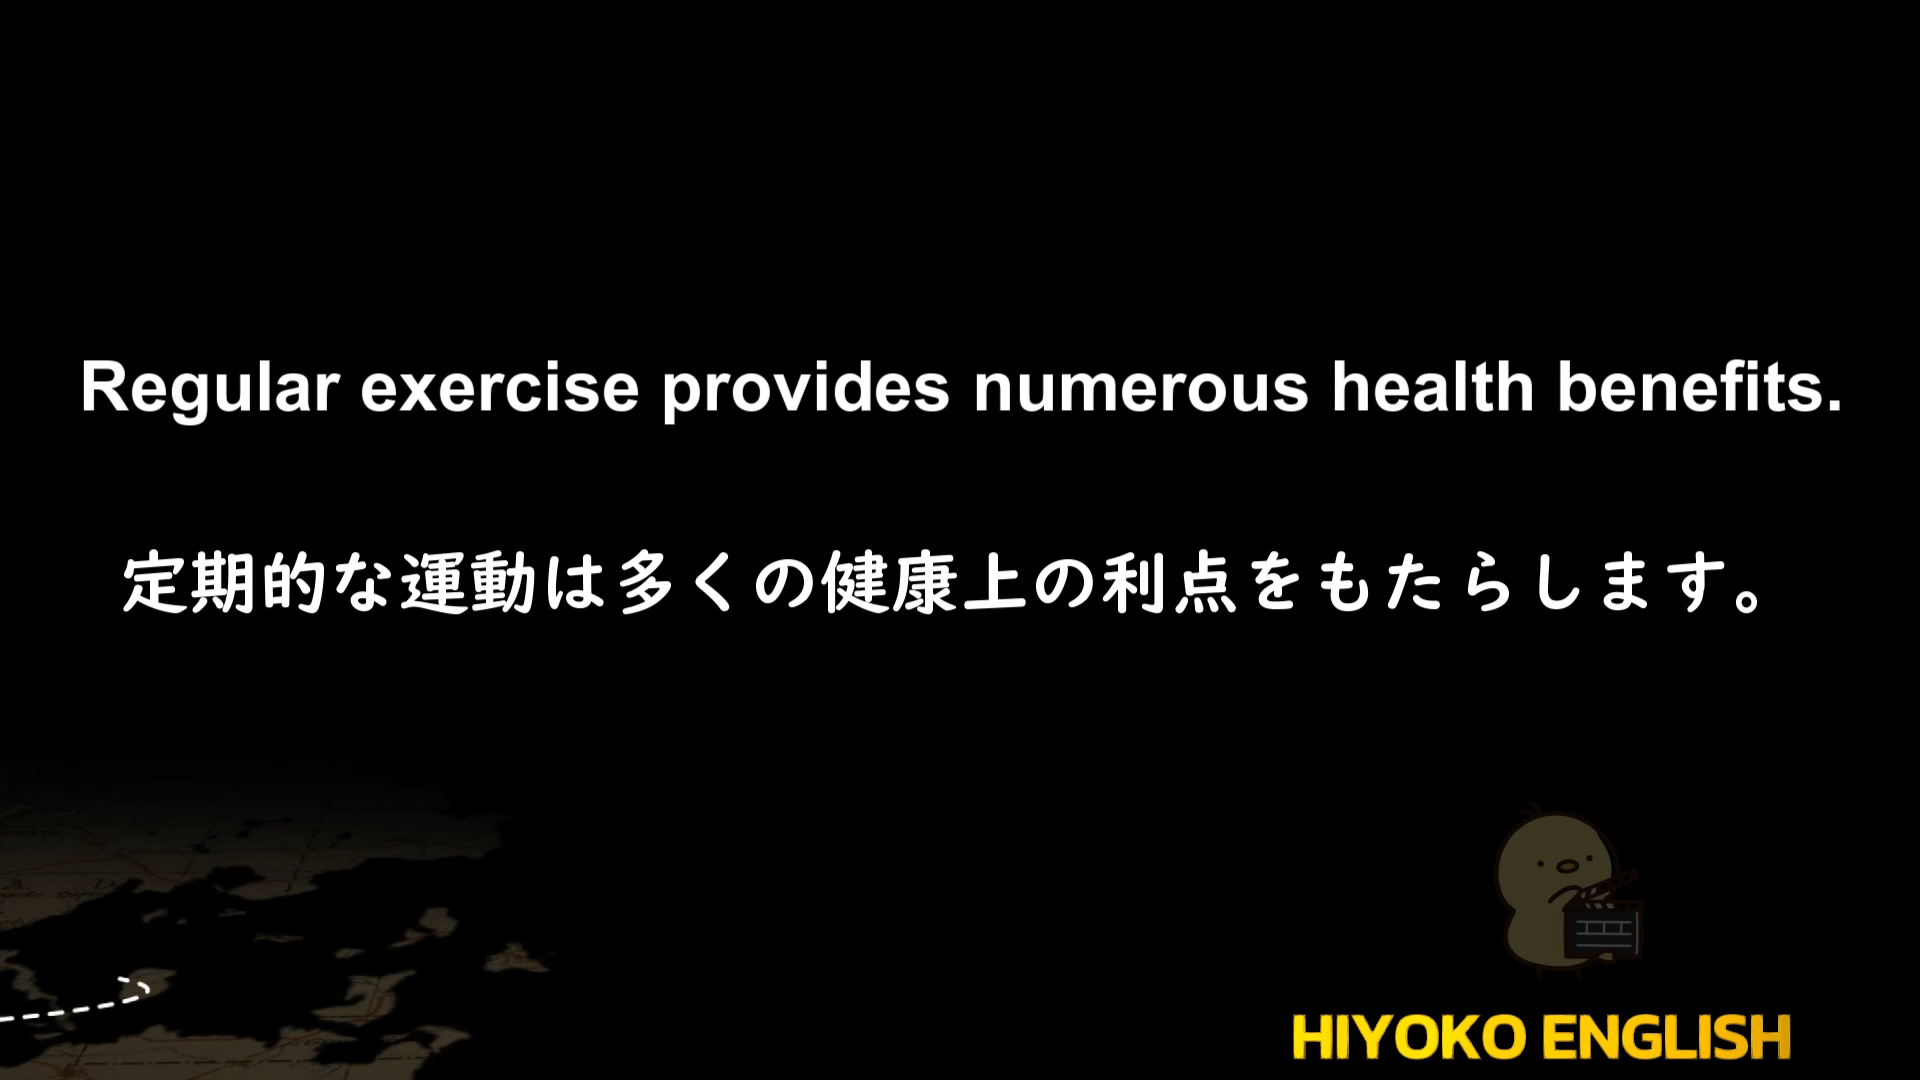 Regular exercise provides numerous health benefits.
定期的な運動は多くの健康上の利点をもたらします。
HIYOKO ENGLISH